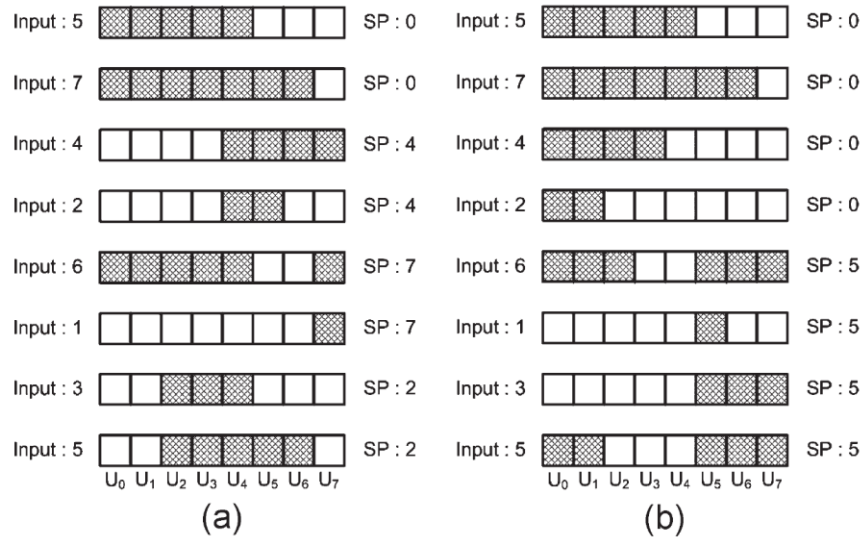 Input : 5 SP : 0 Input : 5 SP : 0
Input : 7 SP : 0 Input : 7 SP : 0
Input : 4 SP : 4 Input : 4 SP : 0
Input : 2 SP : 4 Input : 2 SP : 0
Input : 6 SP : 7 Input : 6 SP : 5
Input : 1 SP : 7 Input : 1 SP : 5
Input : 3 SP : 2 Input : 3 SP : 5
Input : 5 SP : 2 Input : 5 SP : 5
U₀ U₁ U₂ U₃ U₄ U₅ U₆ U₇ U₀ U₁ U₂ U₃ U₄ U₅ U₆ U₇
(a) (b)